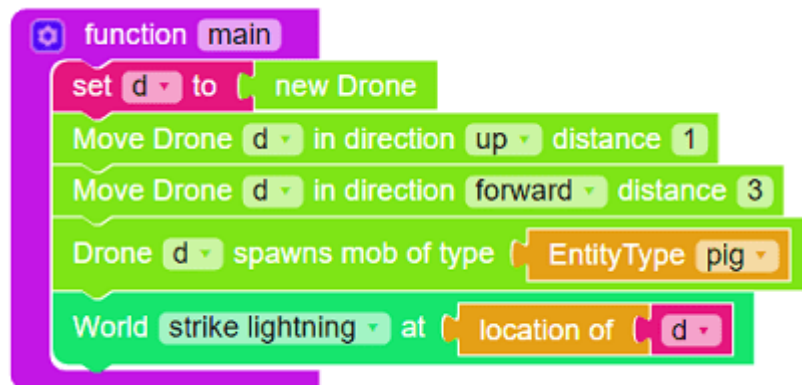 function main
set d to new Drone
Move Drone d in direction up distance 1
Move Drone d in direction forward distance 3
Drone d spawns mob of type EntityType pig
World strike lightning at location of d